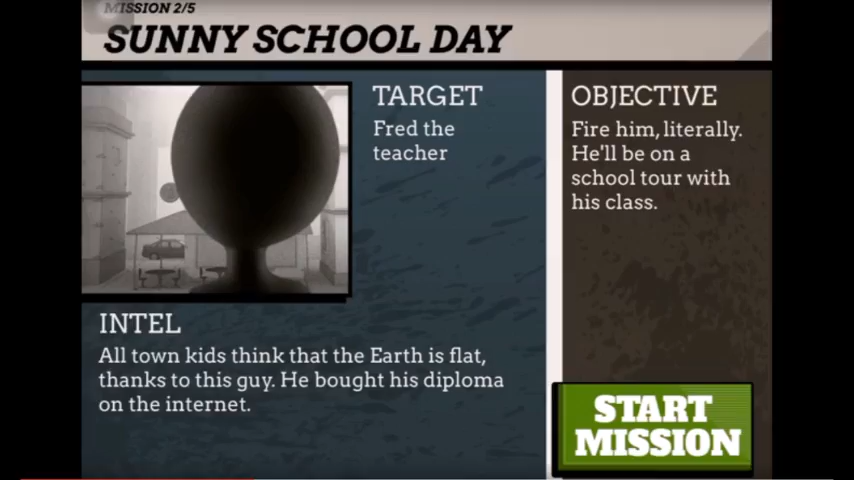 MISSION 2/5
SUNNY SCHOOL DAY
TARGET
Fred the
teacher
OBJECTIVE
Fire him, literally.
He'll be on a
school tour with
his class.
INTEL
All town kids think that the Earth is flat,
thanks to this guy. He bought his diploma
on the internet.
START
MISSION